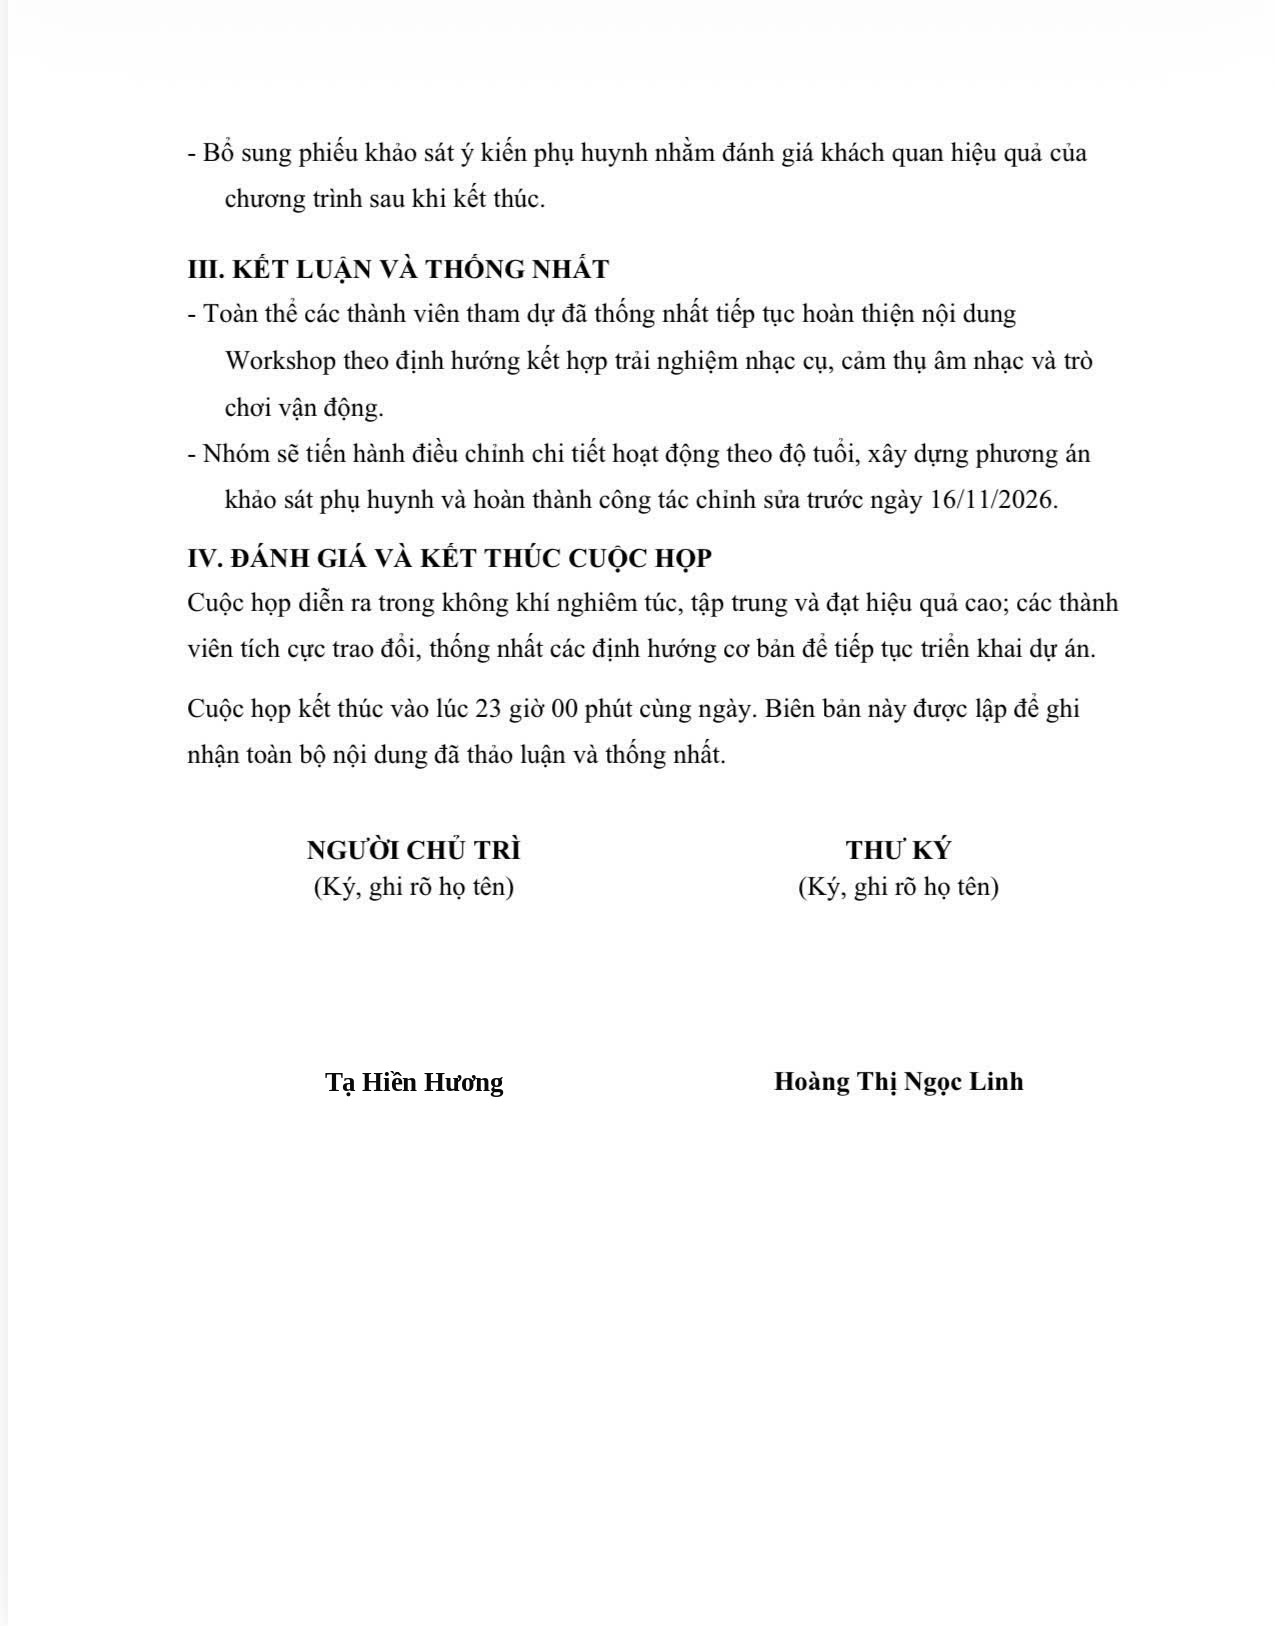 - Bổ sung phiếu khảo sát ý kiến phụ huynh nhằm đánh giá khách quan hiệu quả của
chương trình sau khi kết thúc.
III. KẾT LUẬN VÀ THỐNG NHẤT
- Toàn thể các thành viên tham dự đã thống nhất tiếp tục hoàn thiện nội dung
Workshop theo định hướng kết hợp trải nghiệm nhạc cụ, cảm thụ âm nhạc và trò
chơi vận động.
- Nhóm sẽ tiến hành điều chỉnh chi tiết hoạt động theo độ tuổi, xây dựng phương án
khảo sát phụ huynh và hoàn thành công tác chỉnh sửa trước ngày 16/11/2026.
IV. ĐÁNH GIÁ VÀ KẾT THÚC CUỘC HỌP
Cuộc họp diễn ra trong không khí nghiêm túc, tập trung và đạt hiệu quả cao; các thành
viên tích cực trao đổi, thống nhất các định hướng cơ bản để tiếp tục triển khai dự án.
Cuộc họp kết thúc vào lúc 23 giờ 00 phút cùng ngày. Biên bản này được lập để ghi
nhận toàn bộ nội dung đã thảo luận và thống nhất.
NGƯỜI CHỦ TRÌ
(Ký, ghi rõ họ tên)
Tạ Hiền Hương
THƯ KÝ
(Ký, ghi rõ họ tên)
Hoàng Thị Ngọc Linh